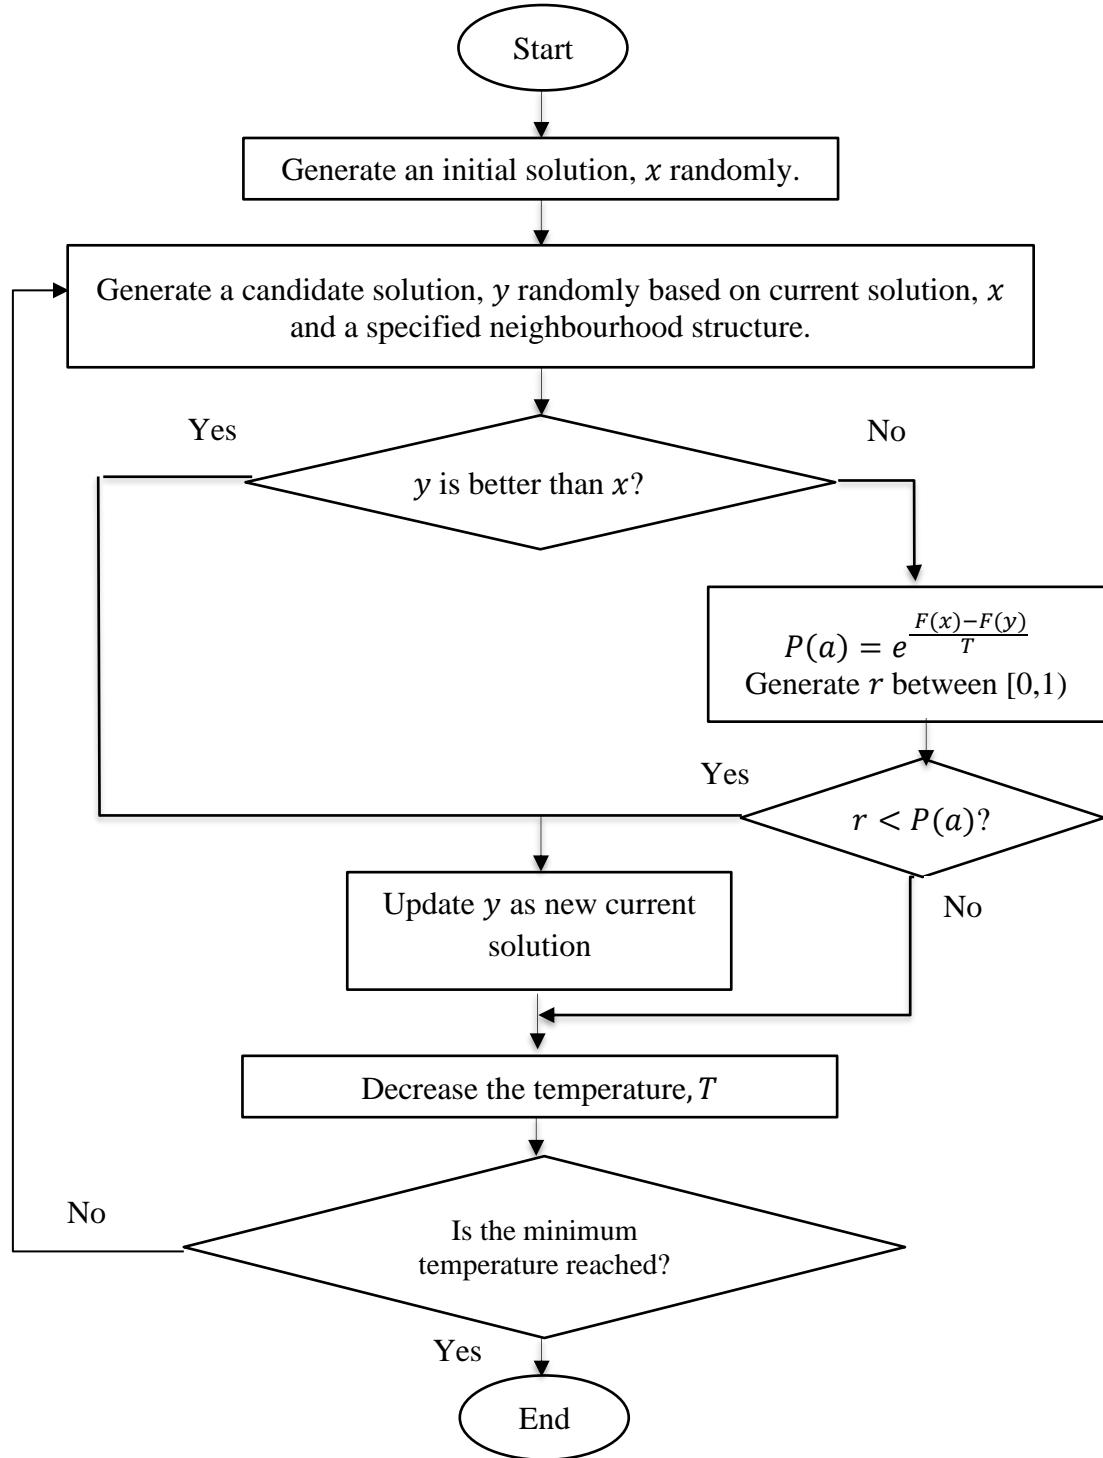 Start
Generate an initial solution, 𝑥 randomly.
Generate a candidate solution, 𝑦 randomly based on current solution, 𝑥
and a specified neighbourhood structure.
Yes
No
𝑦 is better than 𝑥?
𝑃(𝑎) = 𝑒^{\frac{𝐹(𝑥)−𝐹(𝑦)}{𝑇}}
Generate 𝑟 between [0,1)
Yes
𝑟 < 𝑃(𝑎)?
No
Update 𝑦 as new current
solution
Decrease the temperature, 𝑇
No
Is the minimum
temperature reached?
Yes
End